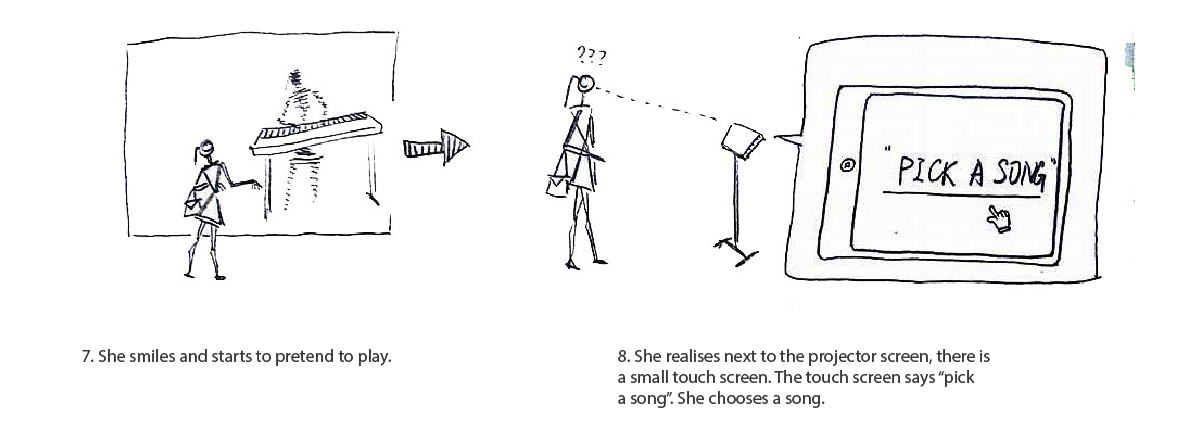 ???
"PICK A SONG"
7. She smiles and starts to pretend to play.
8. She realises next to the projector screen, there is
a small touch screen. The touch screen says “pick
a song”. She chooses a song.